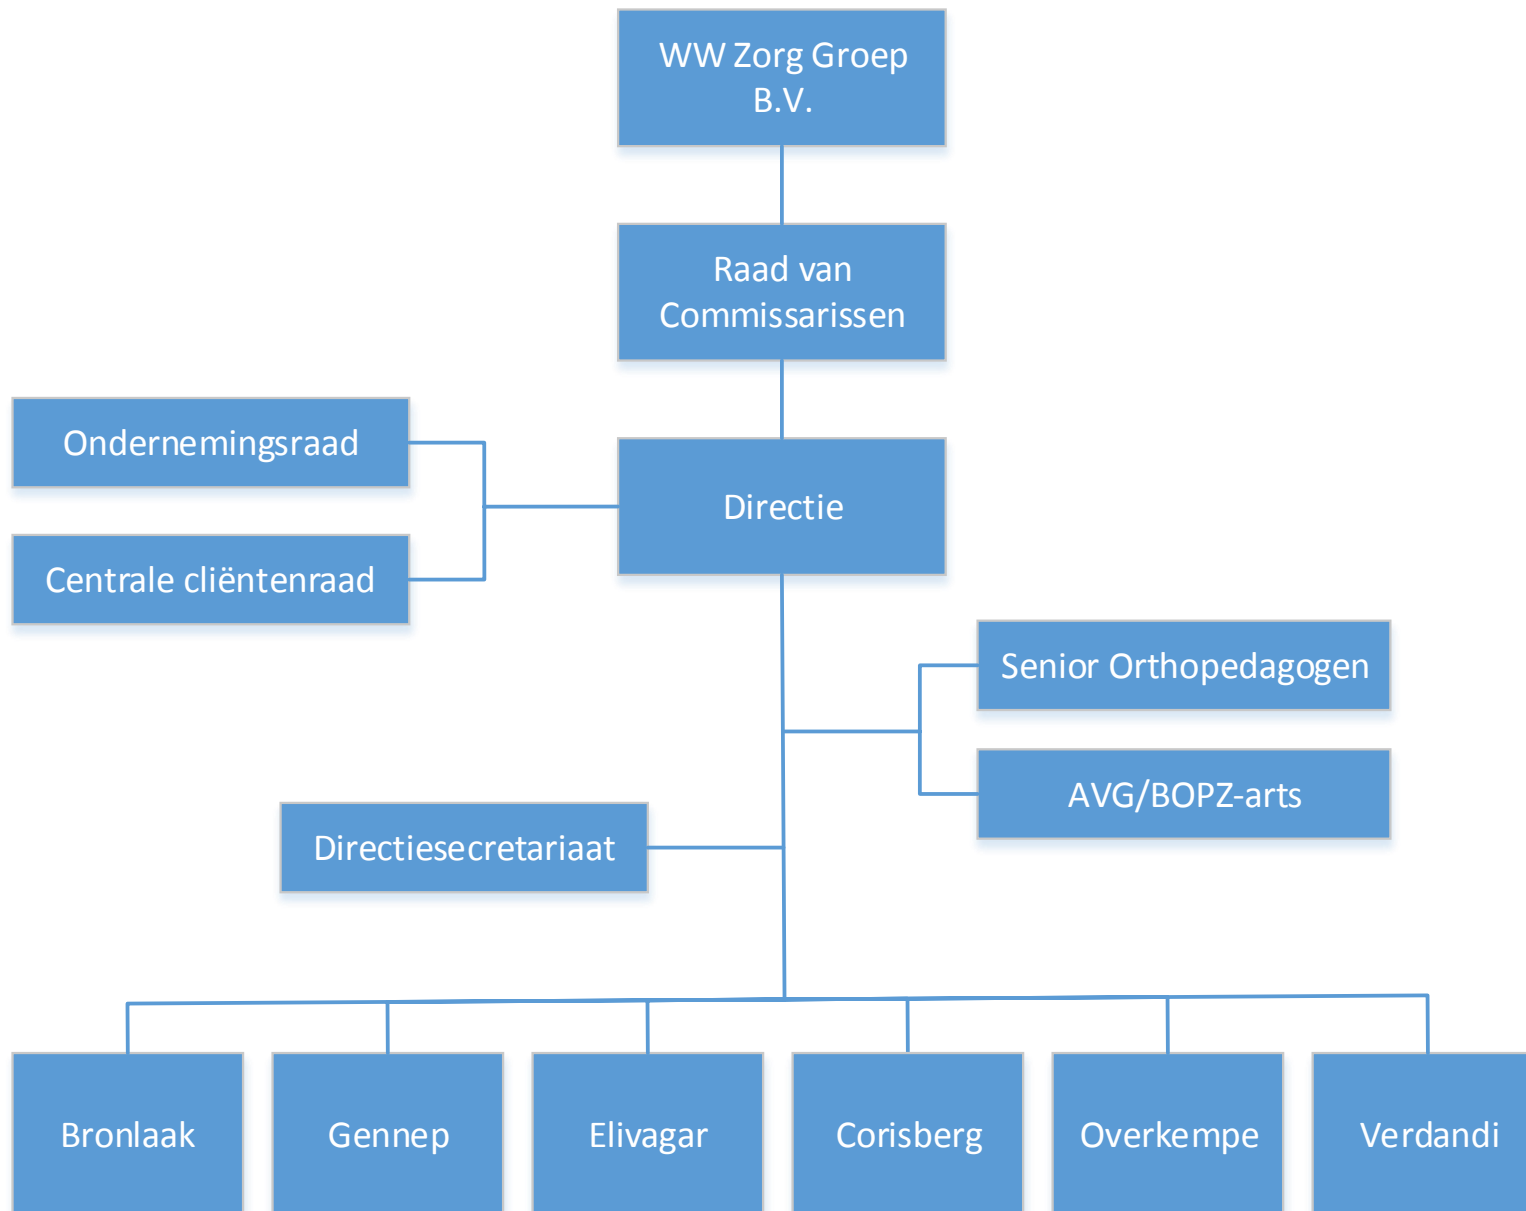 WW Zorg Groep
B.V.
Raad van
Commissarissen
Ondernemingsraad
Directie
Centrale cliëntenraad
Senior Orthopedagogen
AVG/BOPZ-arts
Directiesecretariaat
Bronlaak
Gennep
Elivagar
Corisberg
Overkempe
Verdandi